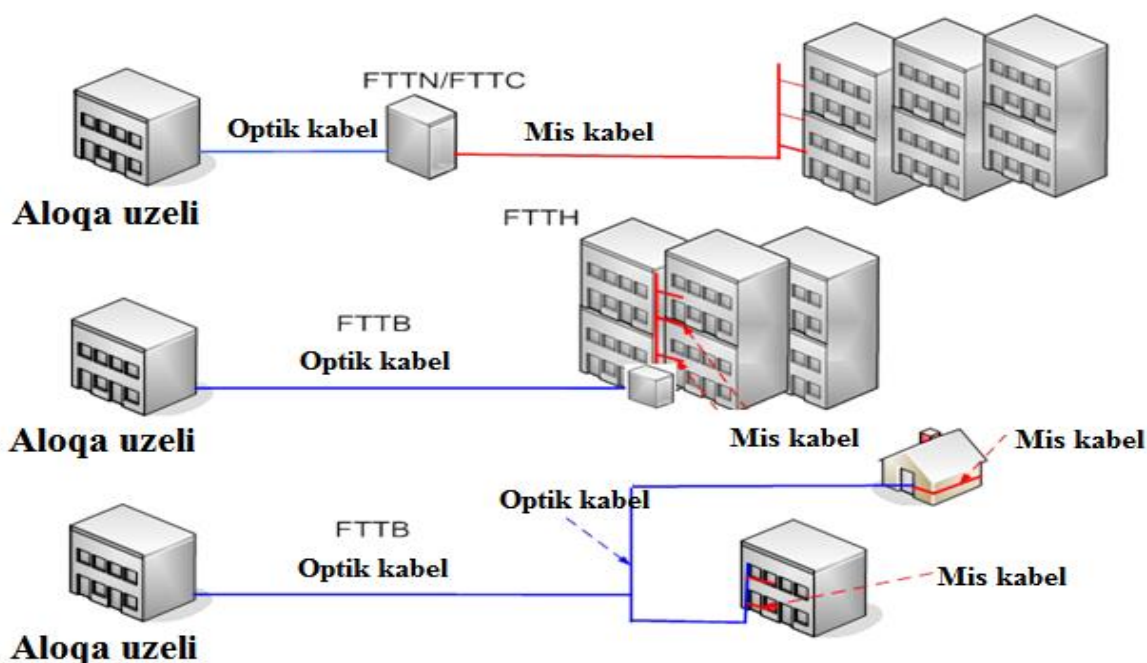 FTTN/FTTC
Optik kabel
Mis kabel
Aloqa uzeli
FTTH
FTTB
Optik kabel
Aloqa uzeli
Mis kabel
Mis kabel
Optik kabel
FTTB
Optik kabel
Mis kabel
Aloqa uzeli